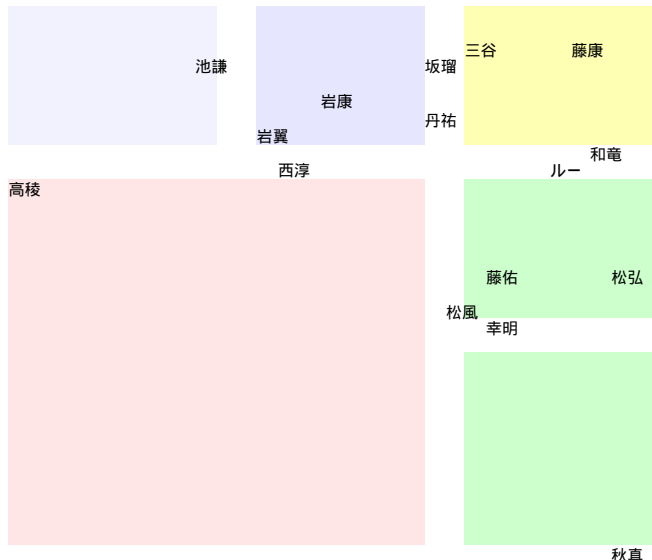 三谷
藤康
池謙
坂瑠
岩康
丹祐
岩翼
和竜
西淳
ルー
高稜
藤佑
松弘
松風
幸明
秋真